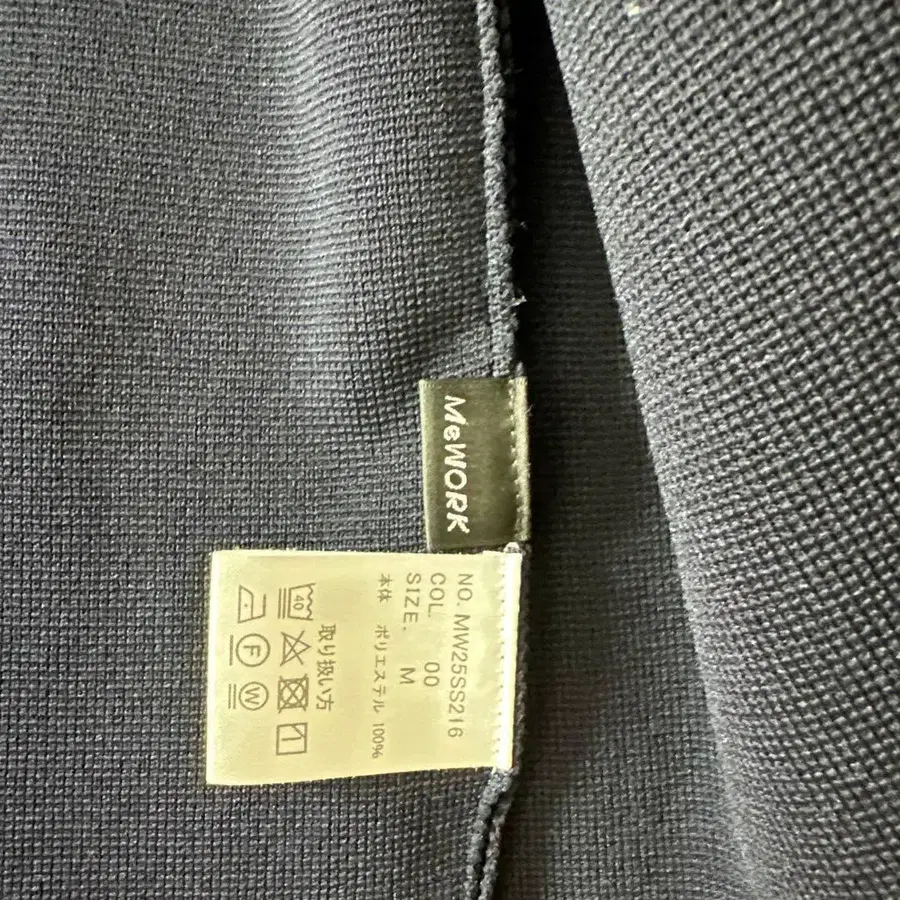 MeWORK
NO. MW25SS216
COL. 00
SIZE. M
本体 ポリエステル 100%
取り扱い方
40
F W